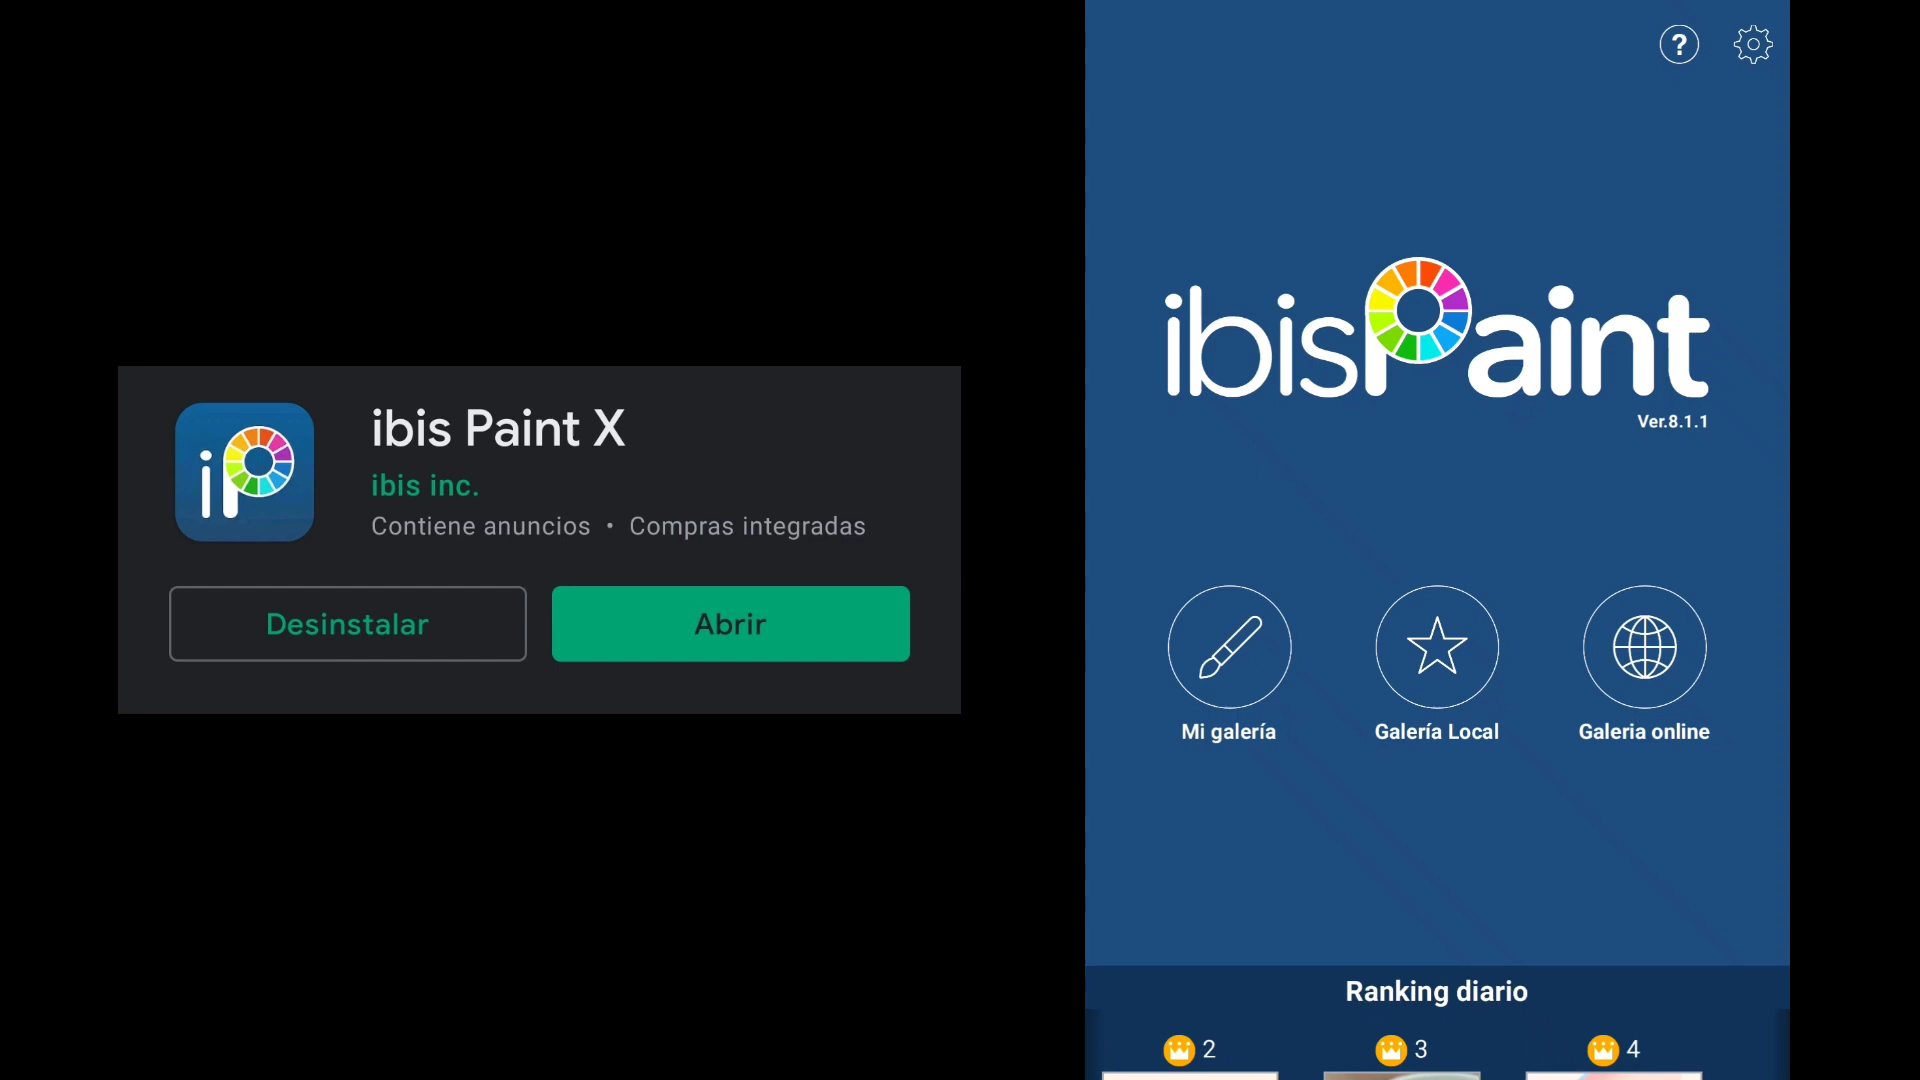 iP
ibis Paint X
ibis inc.
Contiene anuncios • Compras integradas
Desinstalar
Abrir
?
ibisPaint
Ver.8.1.1
Mi galería
Galería Local
Galeria online
Ranking diario
2
3
4